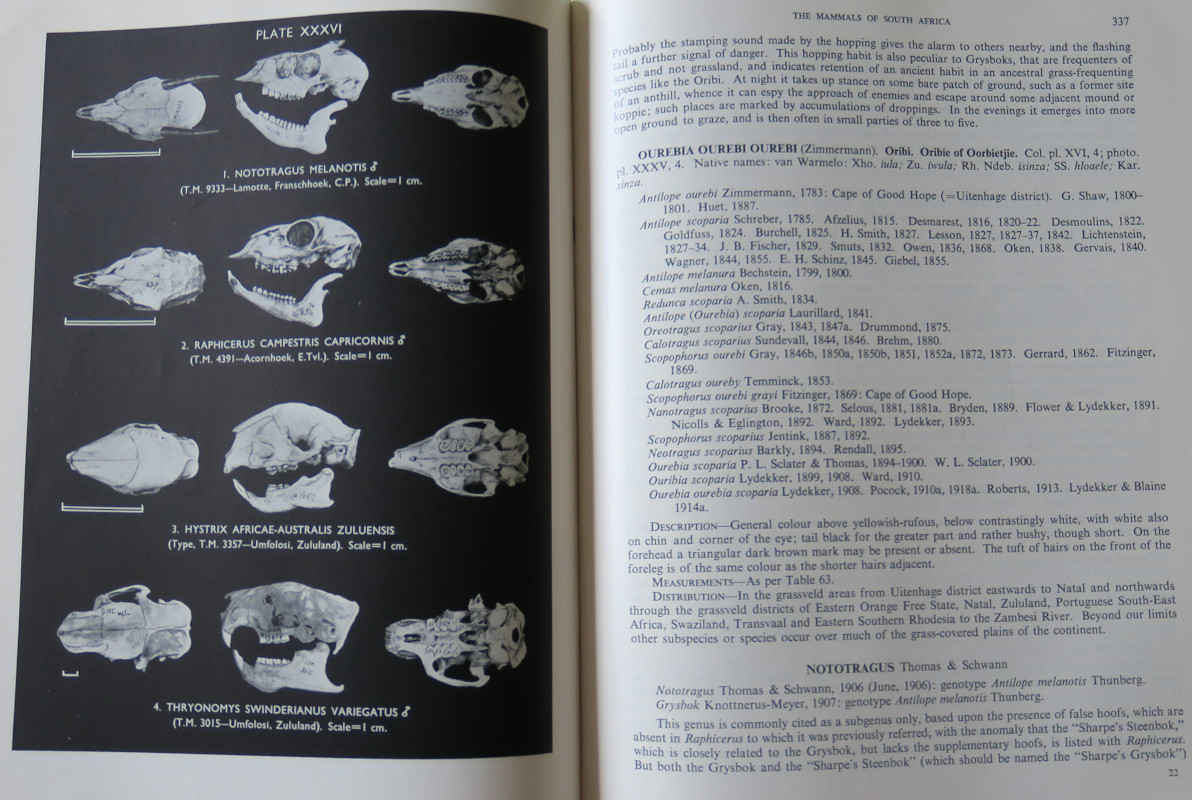 PLATE XXXVI
1. NOTOTRAGUS MELANOTIS ♂
(T.M. 9333—Lamotte, Franschhoek, C.P.). Scale=1 cm.
2. RAPHICERUS CAMPESTRIS CAPRICORNIS ♂
(T.M. 4391—Acornhoek, E.Tvl.). Scale=1 cm.
3. HYSTRIX AFRICAE-AUSTRALIS ZULUENSIS
(Type, T.M. 3357—Umfolosi, Zululand). Scale=1 cm.
4. THRYONOMYS SWINDERIANUS VARIEGATUS ♂
(T.M. 3015—Umfolosi, Zululand). Scale=1 cm.
THE MAMMALS OF SOUTH AFRICA 337
Probably the stamping sound made by the hopping gives the alarm to others nearby, and the flashing
tail a further signal of danger. This hopping habit is also peculiar to Grysboks, that are frequenters of
scrub and not grassland, and indicates retention of an ancient habit in an ancestral grass-frequenting
species like the Oribi. At night it takes up stance on some bare patch of ground, such as a former site
of an anthill, whence it can espy the approach of enemies and escape around some adjacent mound or
koppie; such places are marked by accumulations of droppings. In the evenings it emerges into more
open ground to graze, and is then often in small parties of three to five.
OUREBIA OUREBI OUREBI (Zimmermann). Oribi. Oribie of Oorbietjie. Col. pl. XVI, 4; photo.
pl. XXXV, 4. Native names: van Warmelo: Xho. iula; Zu. iwula; Rh. Ndeb. isinza; SS. hloaele; Kar.
sinza.
Antilope ourebi Zimmermann, 1783: Cape of Good Hope (=Uitenhage district). G. Shaw, 1800–
1801. Huet, 1887.
Antilope scoparia Schreber, 1785. Afzelius, 1815. Desmarest, 1816, 1820–22. Desmoulins, 1822.
Goldfuss, 1824. Burchell, 1825. H. Smith, 1827. Lesson, 1827, 1827–37, 1842. Lichtenstein,
1827–34. J. B. Fischer, 1829. Smuts, 1832. Owen, 1836, 1868. Oken, 1838. Gervais, 1840.
Wagner, 1844, 1855. E. H. Schinz, 1845. Giebel, 1855.
Antilope melanura Bechstein, 1799, 1800.
Cemas melanura Oken, 1816.
Redunca scoparia A. Smith, 1834.
Antilope (Ourebia) scoparia Laurillard, 1841.
Oreotragus scoparius Gray, 1843, 1847a. Drummond, 1875.
Calotragus scoparius Sundevall, 1844, 1846. Brehm, 1880.
Scopophorus ourebi Gray, 1846b, 1850a, 1850b, 1851, 1852a, 1872, 1873. Gerrard, 1862. Fitzinger,
1869.
Calotragus oureby Temminck, 1853.
Scopophorus ourebi grayi Fitzinger, 1869: Cape of Good Hope.
Nanotragus scoparius Brooke, 1872. Selous, 1881, 1881a. Bryden, 1889. Flower & Lydekker, 1891.
Nicolls & Eglington, 1892. Ward, 1892. Lydekker, 1893.
Scopophorus scoparius Jentink, 1887, 1892.
Neotragus scoparius Barkly, 1894. Rendall, 1895.
Ourebia scoparia P. L. Sclater & Thomas, 1894–1900. W. L. Sclater, 1900.
Ouribia scoparia Lydekker, 1899, 1908. Ward, 1910.
Ourebia ourebia scoparia Lydekker, 1908. Pocock, 1910a, 1918a. Roberts, 1913. Lydekker & Blaine
1914a.
DESCRIPTION—General colour above yellowish-rufous, below contrastingly white, with white also
on chin and corner of the eye; tail black for the greater part and rather bushy, though short. On the
forehead a triangular dark brown mark may be present or absent. The tuft of hairs on the front of the
foreleg is of the same colour as the shorter hairs adjacent.
MEASUREMENTS—As per Table 63.
DISTRIBUTION—In the grassveld areas from Uitenhage district eastwards to Natal and northwards
through the grassveld districts of Eastern Orange Free State, Natal, Zululand, Portuguese South-East
Africa, Swaziland, Transvaal and Eastern Southern Rhodesia to the Zambesi River. Beyond our limits
other subspecies or species occur over much of the grass-covered plains of the continent.
NOTOTRAGUS Thomas & Schwann
Nototragus Thomas & Schwann, 1906 (June, 1906): genotype Antilope melanotis Thunberg.
Grysbok Knottnerus-Meyer, 1907: genotype Antilope melanotis Thunberg.
This genus is commonly cited as a subgenus only, based upon the presence of false hoofs, which are
absent in Raphicerus to which it was previously referred, with the anomaly that the "Sharpe's Steenbok,"
which is closely related to the Grysbok, but lacks the supplementary hoofs, is listed with Raphicerus.
But both the Grysbok and the "Sharpe's Steenbok" (which should be named the "Sharpe's Grysbok")
22